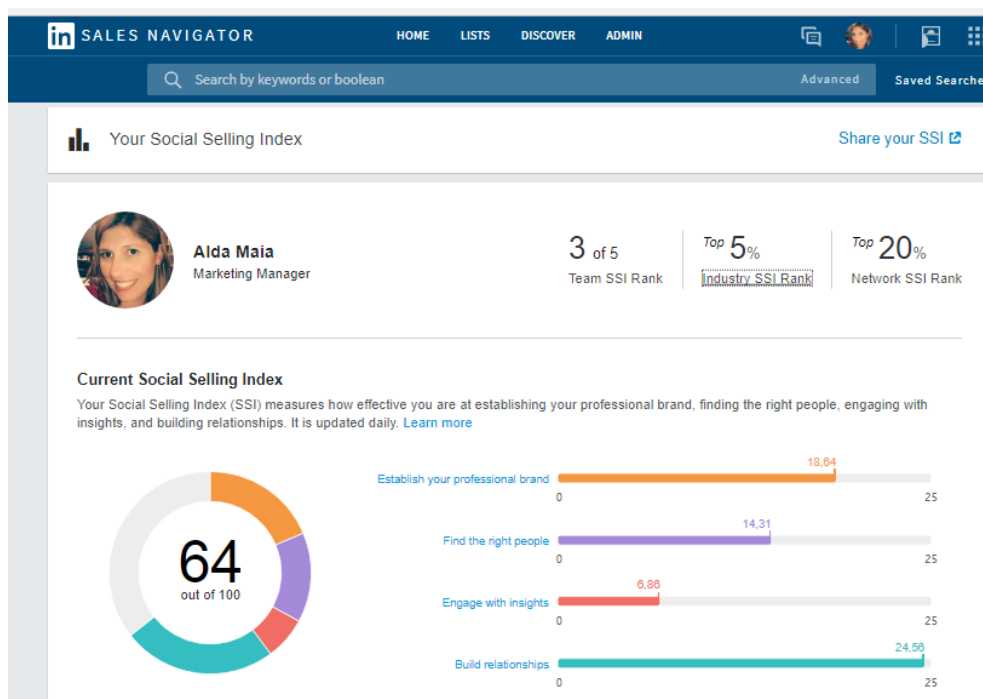 in SALES NAVIGATOR HOME LISTS DISCOVER ADMIN
Search by keywords or boolean Advanced Saved Searche
Your Social Selling Index Share your SSI
Alda Maia
Marketing Manager
3 of 5
Team SSI Rank
Top 5%
Industry SSI Rank
Top 20%
Network SSI Rank
Current Social Selling Index
Your Social Selling Index (SSI) measures how effective you are at establishing your professional brand, finding the right people, engaging with
insights, and building relationships. It is updated daily. Learn more
64
out of 100
18,64
Establish your professional brand
0 25
14,31
Find the right people
0 25
6,86
Engage with insights
0 25
24,56
Build relationships
0 25